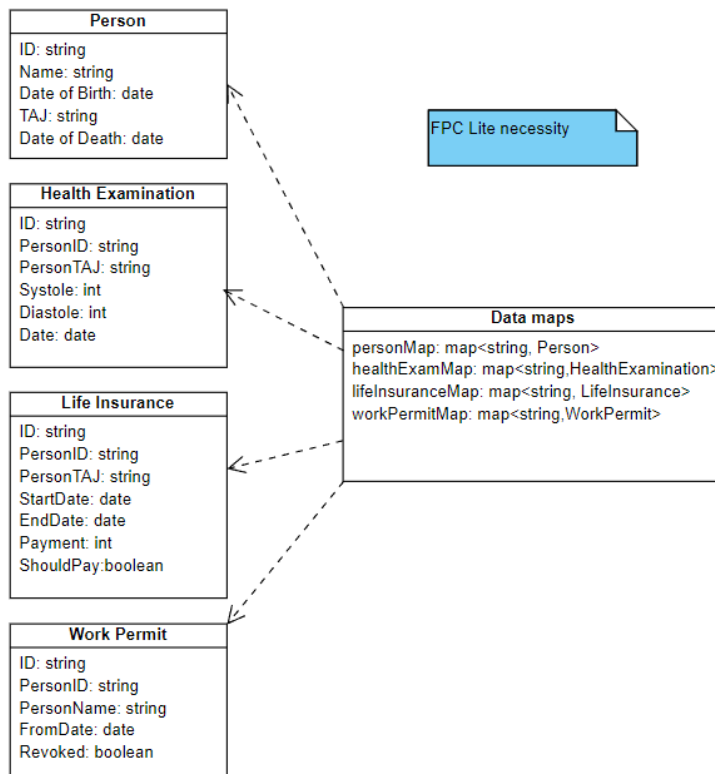 Person
ID: string
Name: string
Date of Birth: date
TAJ: string
Date of Death: date
FPC Lite necessity
Health Examination
ID: string
PersonID: string
PersonTAJ: string
Systole: int
Diastole: int
Date: date
Data maps
personMap: map<string, Person>
healthExamMap: map<string,HealthExamination>
lifeInsuranceMap: map<string, LifeInsurance>
workPermitMap: map<string,WorkPermit>
Life Insurance
ID: string
PersonID: string
PersonTAJ: string
StartDate: date
EndDate: date
Payment: int
ShouldPay:boolean
Work Permit
ID: string
PersonID: string
PersonName: string
FromDate: date
Revoked: boolean